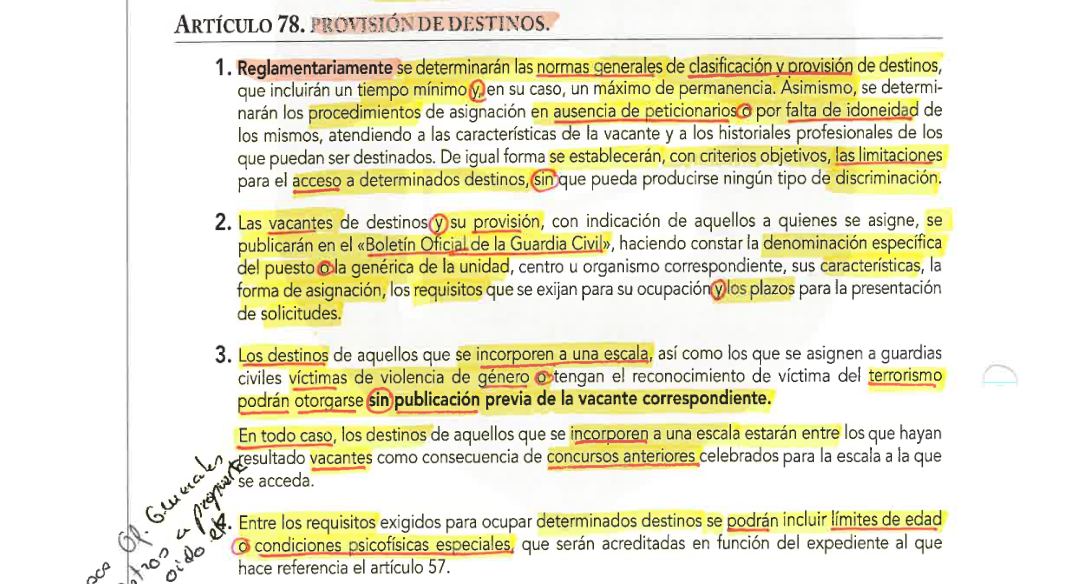 ARTÍCULO 78. PROVISIÓN DE DESTINOS.
1. Reglamentariamente se determinarán las normas generales de clasificación y provisión de destinos,
que incluirán un tiempo mínimo y, en su caso, un máximo de permanencia. Asimismo, se determi-
narán los procedimientos de asignación en ausencia de peticionarios o por falta de idoneidad de
los mismos, atendiendo a las características de la vacante y a los historiales profesionales de los
que puedan ser destinados. De igual forma se establecerán, con criterios objetivos, las limitaciones
para el acceso a determinados destinos, sin que pueda producirse ningún tipo de discriminación.
2. Las vacantes de destinos y su provisión, con indicación de aquellos a quienes se asigne, se
publicarán en el «Boletín Oficial de la Guardia Civil», haciendo constar la denominación específica
del puesto o la genérica de la unidad, centro u organismo correspondiente, sus características, la
forma de asignación, los requisitos que se exijan para su ocupación y los plazos para la presentación
de solicitudes.
3. Los destinos de aquellos que se incorporen a una escala, así como los que se asignen a guardias
civiles víctimas de violencia de género o tengan el reconocimiento de víctima del terrorismo
podrán otorgarse sin publicación previa de la vacante correspondiente.
En todo caso, los destinos de aquellos que se incorporen a una escala estarán entre los que hayan
resultado vacantes como consecuencia de concursos anteriores celebrados para la escala a la que
se acceda.
Entre los requisitos exigidos para ocupar determinados destinos se podrán incluir límites de edad
o condiciones psicofísicas especiales, que serán acreditadas en función del expediente al que
hace referencia el artículo 57.
Generales
a propuesta
oido